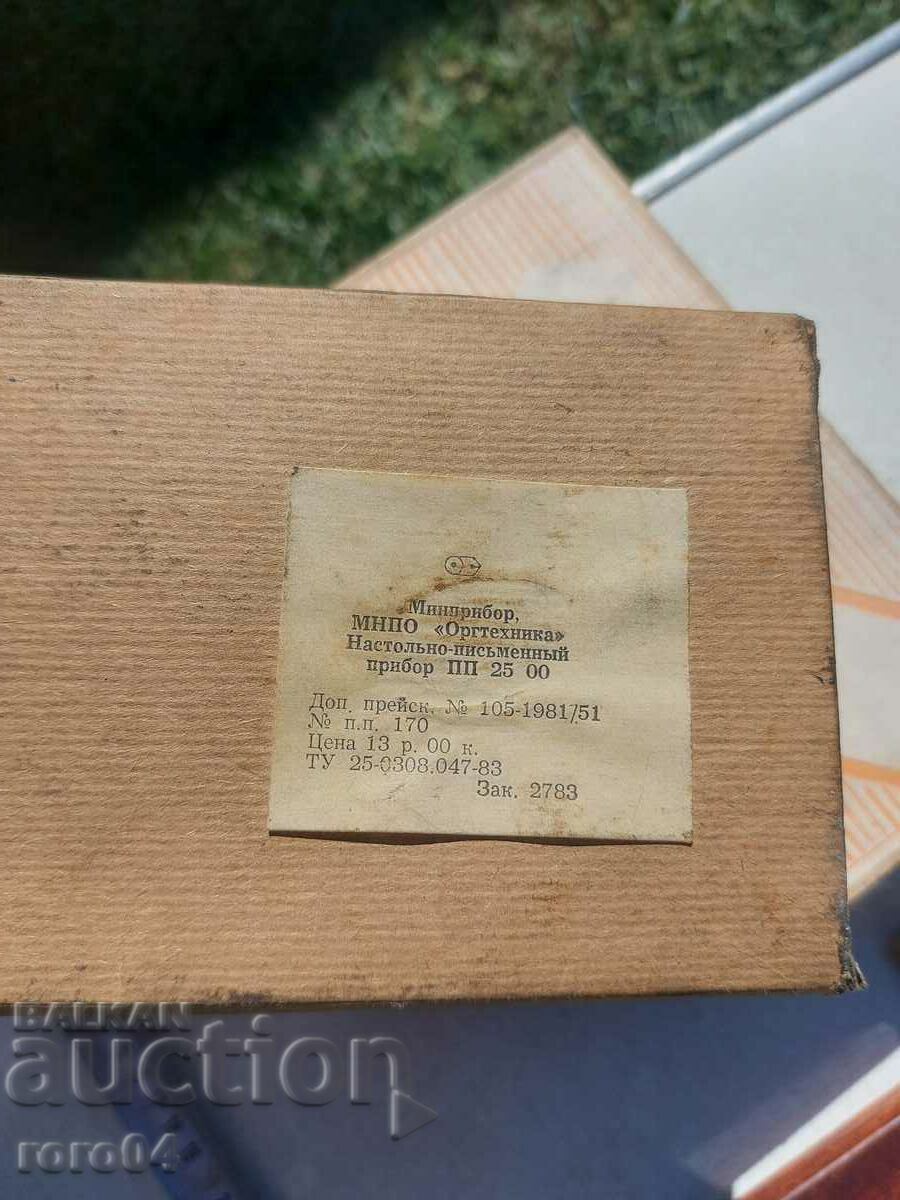 Минприбор,
МНПО «Оргтехника»
Настольно-письменный
прибор ПП 25 00
Доп. прейск. № 105-1981/51
№ п.п. 170
Цена 13 р. 00 к.
ТУ 25-0308.047-83
Зак. 2783
BALKAN
auction
roro04